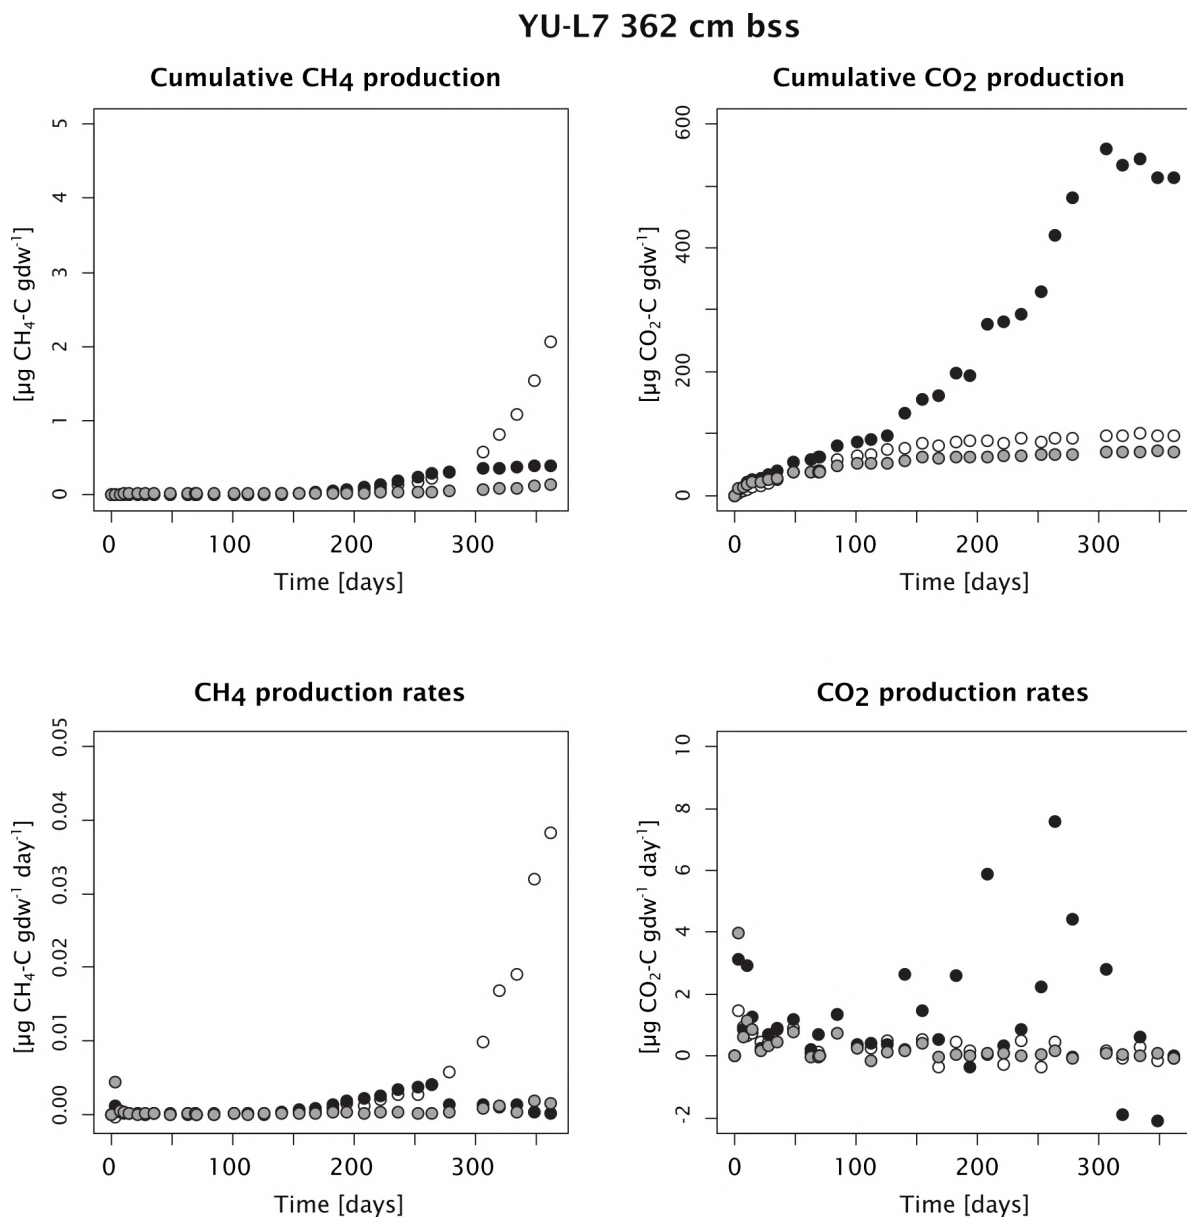 YU-L7 362 cm bss
Cumulative CH4 production
[µg CH₄-C gdw⁻¹]
5
4
3
2
1
0
0 100 200 300
Time [days]
Cumulative CO2 production
[µg CO₂-C gdw⁻¹]
600
400
200
0
0 100 200 300
Time [days]
CH4 production rates
[µg CH₄-C gdw⁻¹ day⁻¹]
0.05
0.04
0.03
0.02
0.01
0.00
0 100 200 300
Time [days]
CO2 production rates
[µg CO₂-C gdw⁻¹ day⁻¹]
10
8
6
4
2
0
-2
0 100 200 300
Time [days]